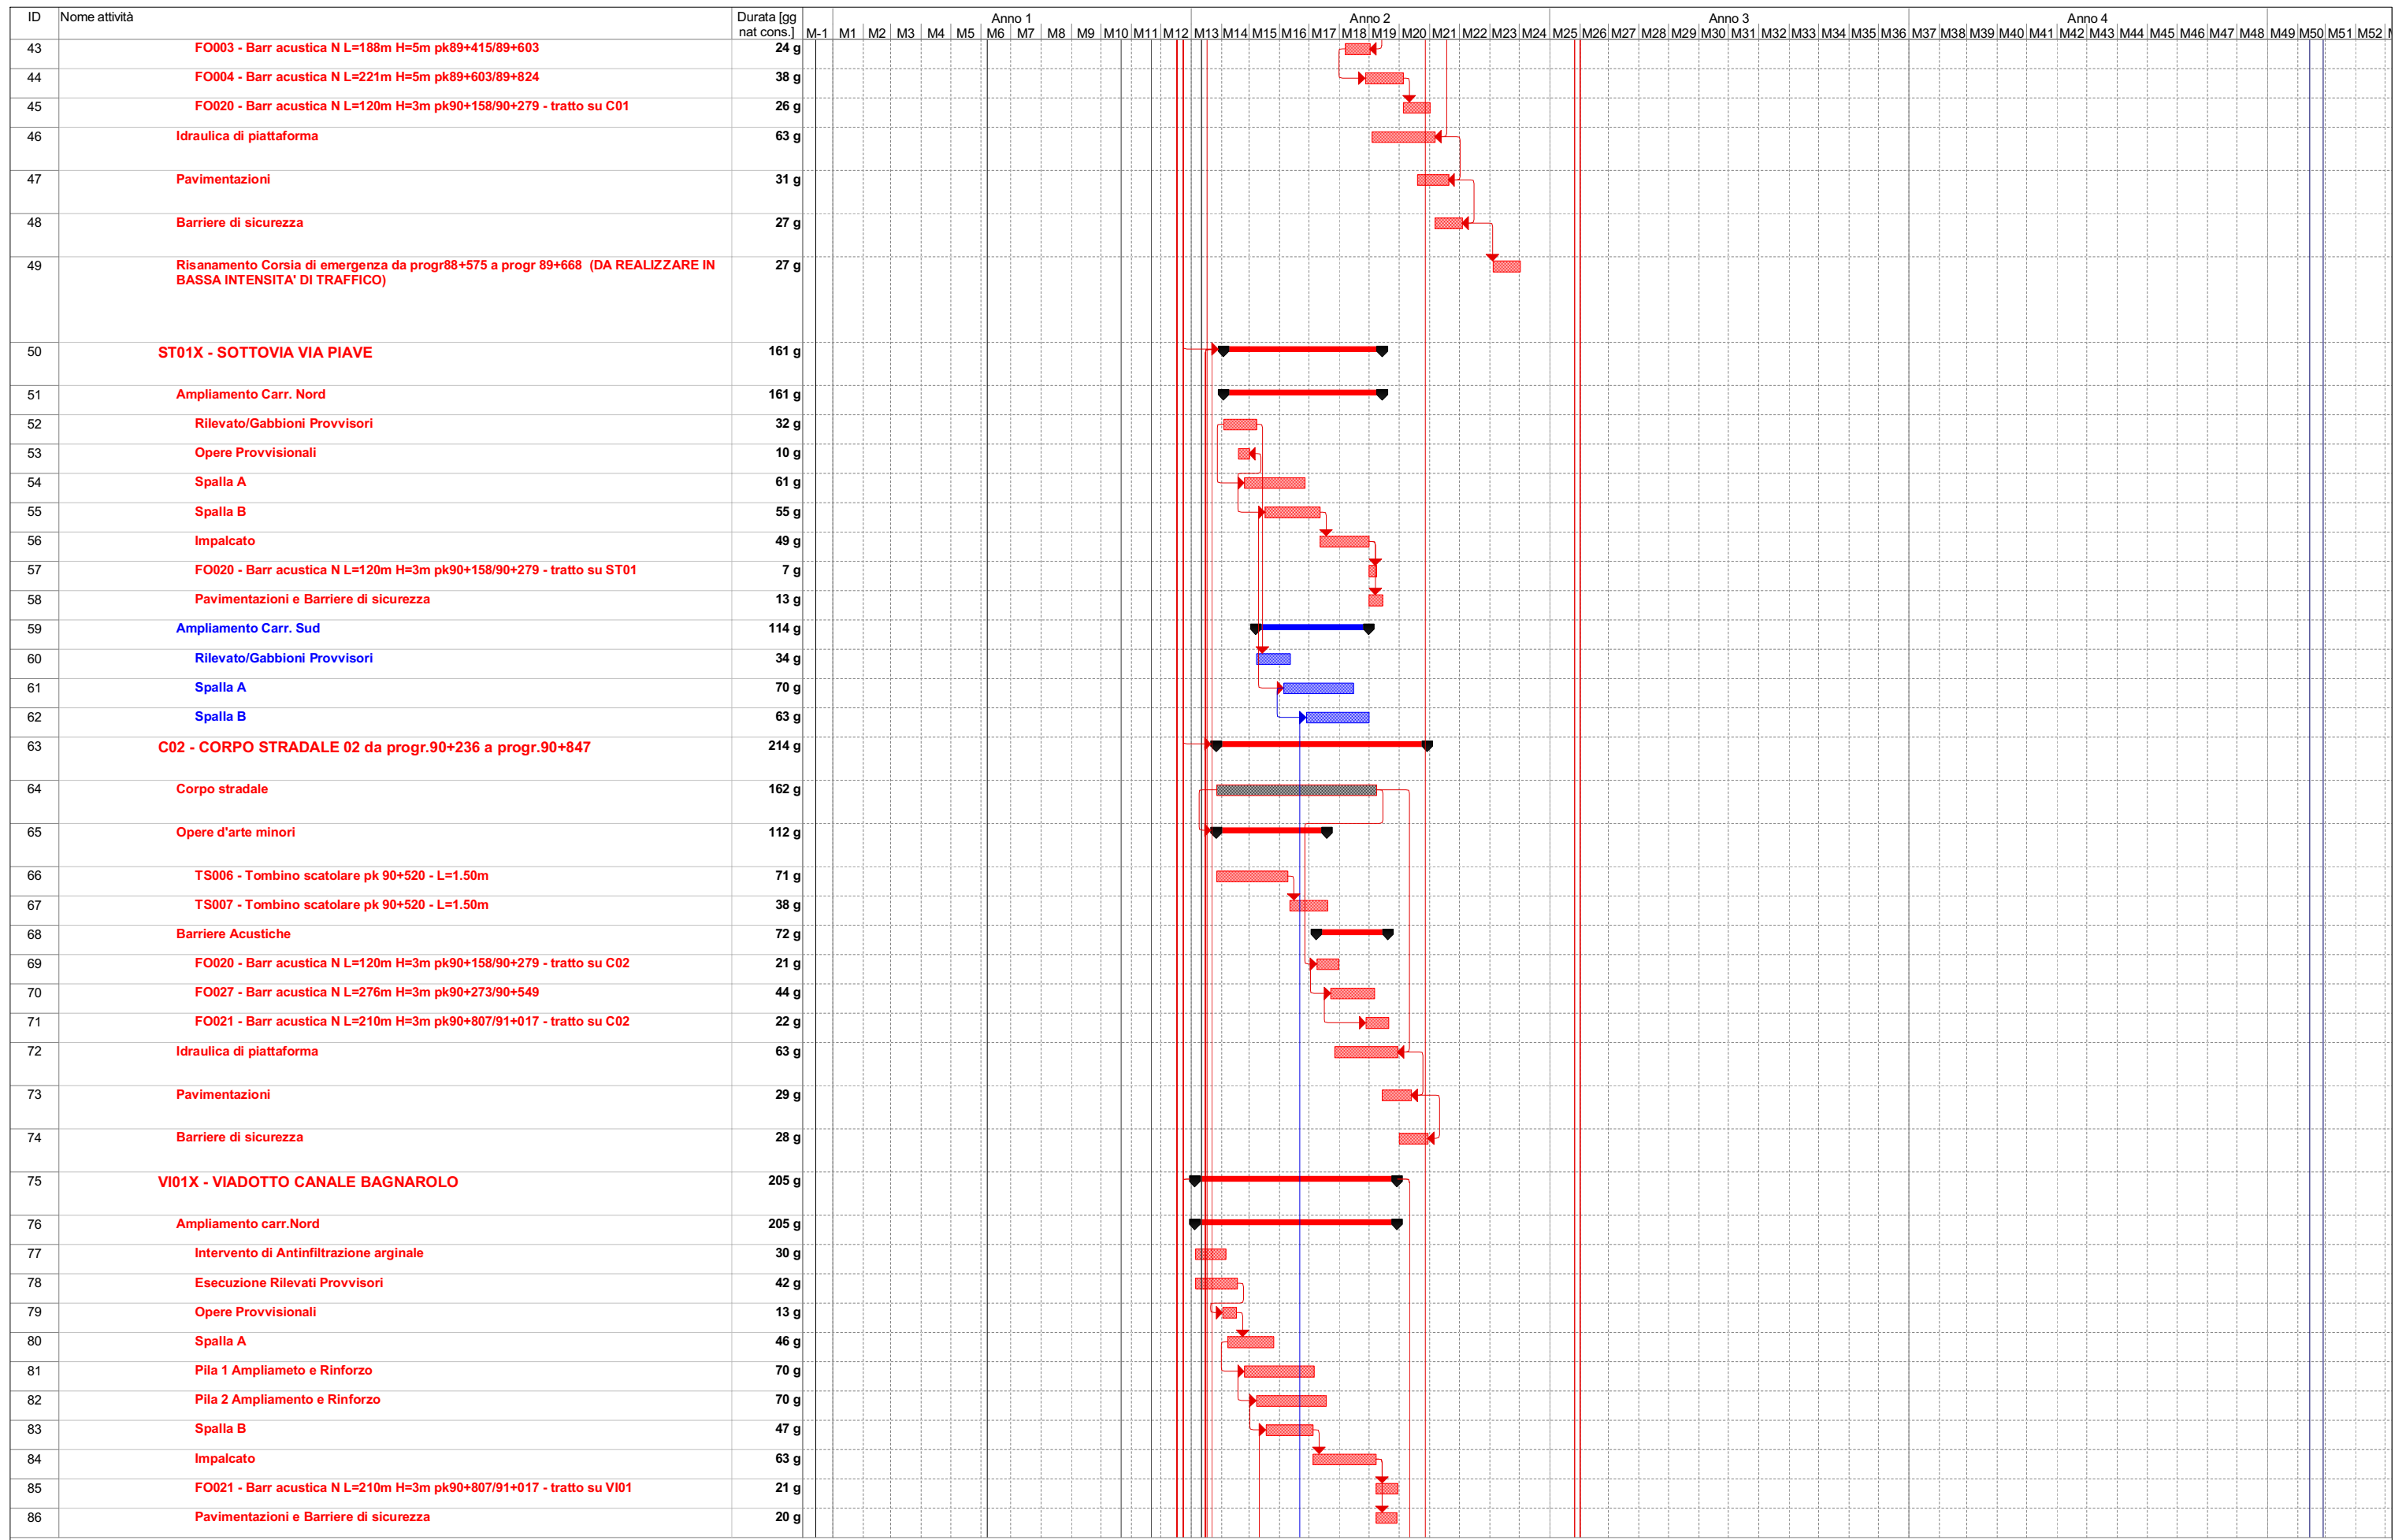 ID Nome attività Durata [gg Anno 1 Anno 2 Anno 3 Anno 4
nat cons.] M-1 M1 M2 M3 M4 M5 M6 M7 M8 M9 M10 M11 M12 M13 M14 M15 M16 M17 M18 M19 M20 M21 M22 M23 M24 M25 M26 M27 M28 M29 M30 M31 M32 M33 M34 M35 M36 M37 M38 M39 M40 M41 M42 M43 M44 M45 M46 M47 M48 M49 M50 M51 M52
43 FO003 - Barr acustica N L=188m H=5m pk89+415/89+603 24 g
44 FO004 - Barr acustica N L=221m H=5m pk89+603/89+824 38 g
45 FO020 - Barr acustica N L=120m H=3m pk90+158/90+279 - tratto su C01 26 g
46 Idraulica di piattaforma 63 g
47 Pavimentazioni 31 g
48 Barriere di sicurezza 27 g
49 Risanamento Corsia di emergenza da progr88+575 a progr 89+668 (DA REALIZZARE IN 27 g
BASSA INTENSITA' DI TRAFFICO)
50 ST01X - SOTTOVIA VIA PIAVE 161 g
51 Ampliamento Carr. Nord 161 g
52 Rilevato/Gabbioni Provvisori 32 g
53 Opere Provvisionali 10 g
54 Spalla A 61 g
55 Spalla B 55 g
56 Impalcato 49 g
57 FO020 - Barr acustica N L=120m H=3m pk90+158/90+279 - tratto su ST01 7 g
58 Pavimentazioni e Barriere di sicurezza 13 g
59 Ampliamento Carr. Sud 114 g
60 Rilevato/Gabbioni Provvisori 34 g
61 Spalla A 70 g
62 Spalla B 63 g
63 C02 - CORPO STRADALE 02 da progr.90+236 a progr.90+847 214 g
64 Corpo stradale 162 g
65 Opere d'arte minori 112 g
66 TS006 - Tombino scatolare pk 90+520 - L=1.50m 71 g
67 TS007 - Tombino scatolare pk 90+520 - L=1.50m 38 g
68 Barriere Acustiche 72 g
69 FO020 - Barr acustica N L=120m H=3m pk90+158/90+279 - tratto su C02 21 g
70 FO027 - Barr acustica N L=276m H=3m pk90+273/90+549 44 g
71 FO021 - Barr acustica N L=210m H=3m pk90+807/91+017 - tratto su C02 22 g
72 Idraulica di piattaforma 63 g
73 Pavimentazioni 29 g
74 Barriere di sicurezza 28 g
75 VI01X - VIADOTTO CANALE BAGNAROLO 205 g
76 Ampliamento carr.Nord 205 g
77 Intervento di Antinfiltrazione arginale 30 g
78 Esecuzione Rilevati Provvisori 42 g
79 Opere Provvisionali 13 g
80 Spalla A 46 g
81 Pila 1 Ampliameto e Rinforzo 70 g
82 Pila 2 Ampliamento e Rinforzo 70 g
83 Spalla B 47 g
84 Impalcato 63 g
85 FO021 - Barr acustica N L=210m H=3m pk90+807/91+017 - tratto su VI01 21 g
86 Pavimentazioni e Barriere di sicurezza 20 g